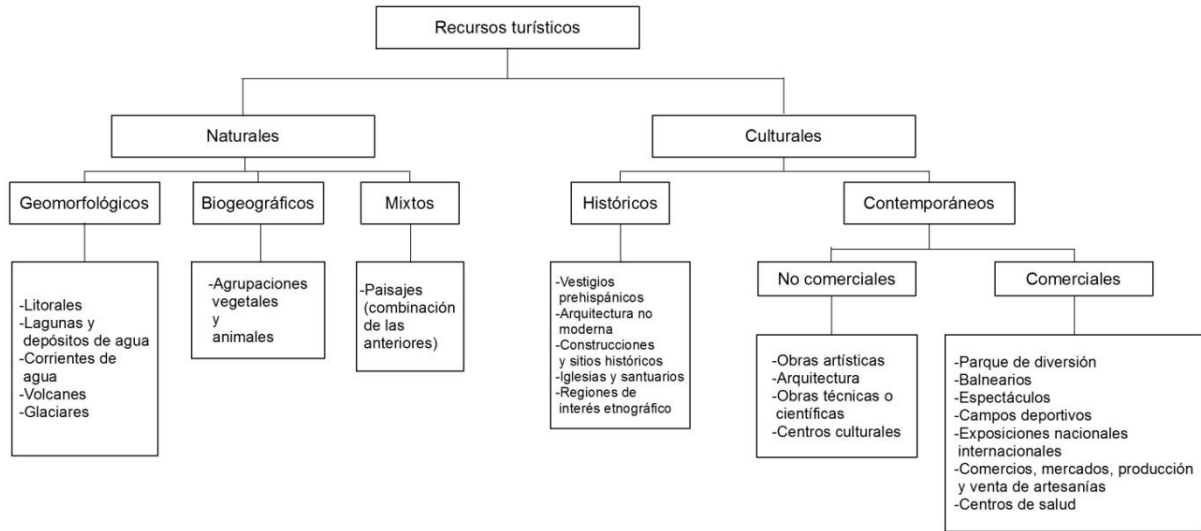 Recursos turísticos
Naturales
Culturales
Geomorfológicos
Biogeográficos
Mixtos
Históricos
Contemporáneos
-Litorales
-Lagunas y
depósitos de agua
-Corrientes de
agua
-Volcanes
-Glaciares
-Agrupaciones
vegetales
y
animales
-Paisajes
(combinación
de las
anteriores)
-Vestigios
prehispánicos
-Arquitectura no
moderna
-Construcciones
y sitios históricos
-Iglesias y santuarios
-Regiones de
interés etnográfico
No comerciales
Comerciales
-Obras artísticas
-Arquitectura
-Obras técnicas o
científicas
-Centros culturales
-Parque de diversión
-Balnearios
-Espectáculos
-Campos deportivos
-Exposiciones nacionales
internacionales
-Comercios, mercados, producción
y venta de artesanías
-Centros de salud